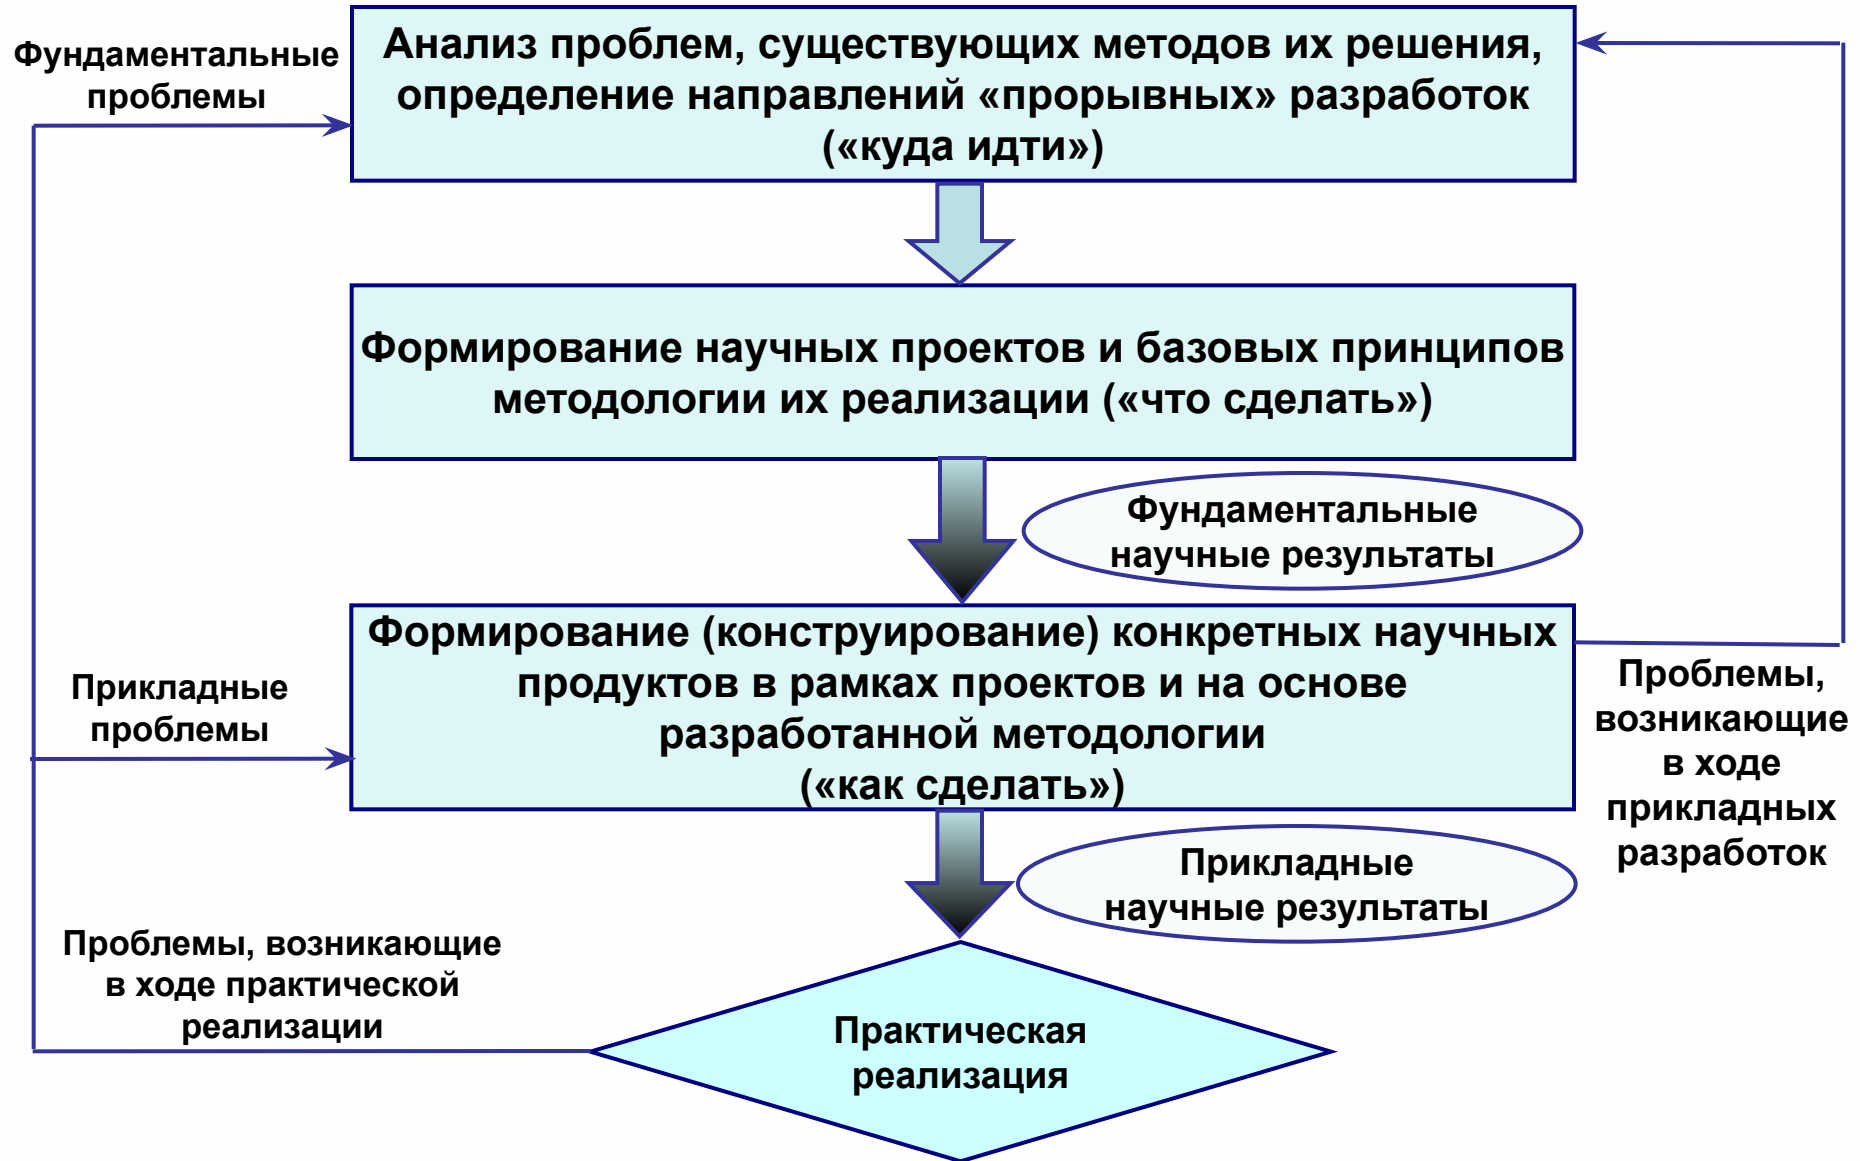 Фундаментальные
проблемы
Анализ проблем, существующих методов их решения,
определение направлений «прорывных» разработок
(«куда идти»)
Формирование научных проектов и базовых принципов
методологии их реализации («что сделать»)
Фундаментальные
научные результаты
Формирование (конструирование) конкретных научных
продуктов в рамках проектов и на основе
разработанной методологии
(«как сделать»)
Прикладные
проблемы
Проблемы,
возникающие
в ходе
прикладных
разработок
Прикладные
научные результаты
Проблемы, возникающие
в ходе практической
реализации
Практическая
реализация